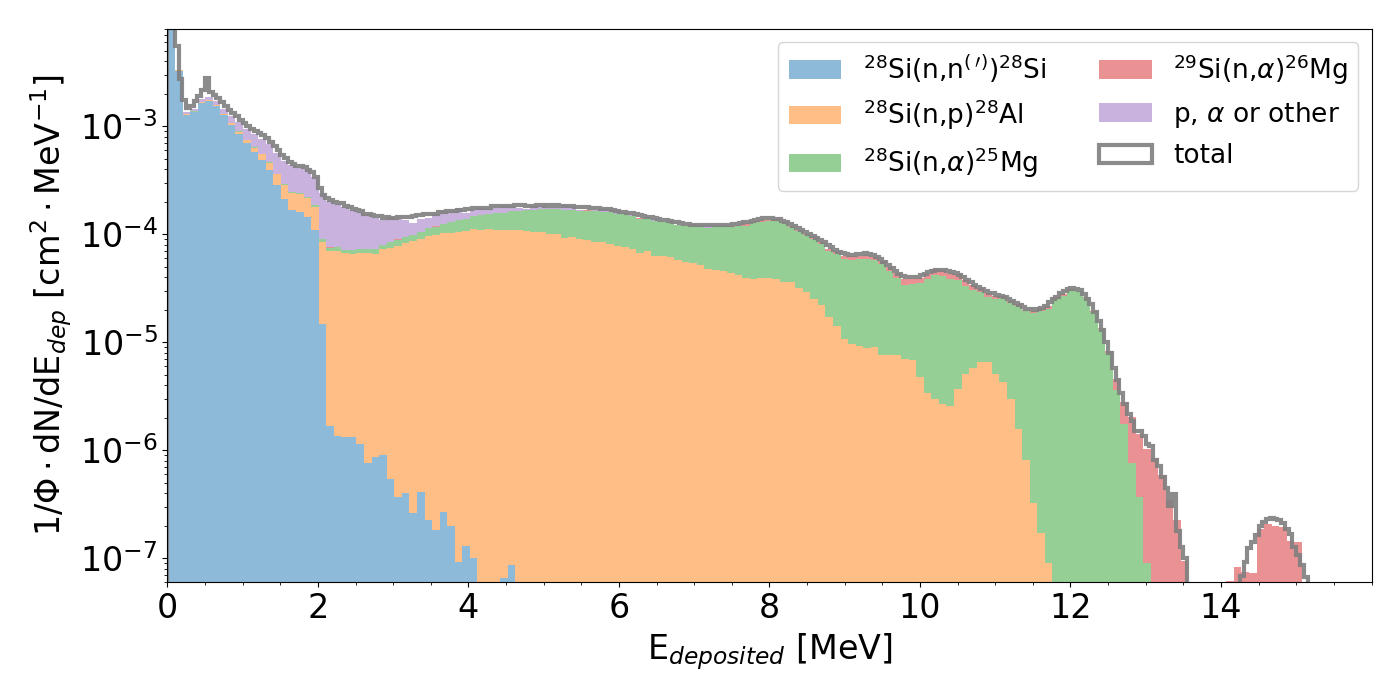 1/Φ · dN/dE_dep [cm² · MeV⁻¹]
10⁻³
10⁻⁴
10⁻⁵
10⁻⁶
10⁻⁷
²⁸Si(n,n⁽′⁾)²⁸Si
²⁸Si(n,p)²⁸Al
²⁸Si(n,α)²⁵Mg
²⁹Si(n,α)²⁶Mg
p, α or other
total
0 2 4 6 8 10 12 14
E_deposited [MeV]